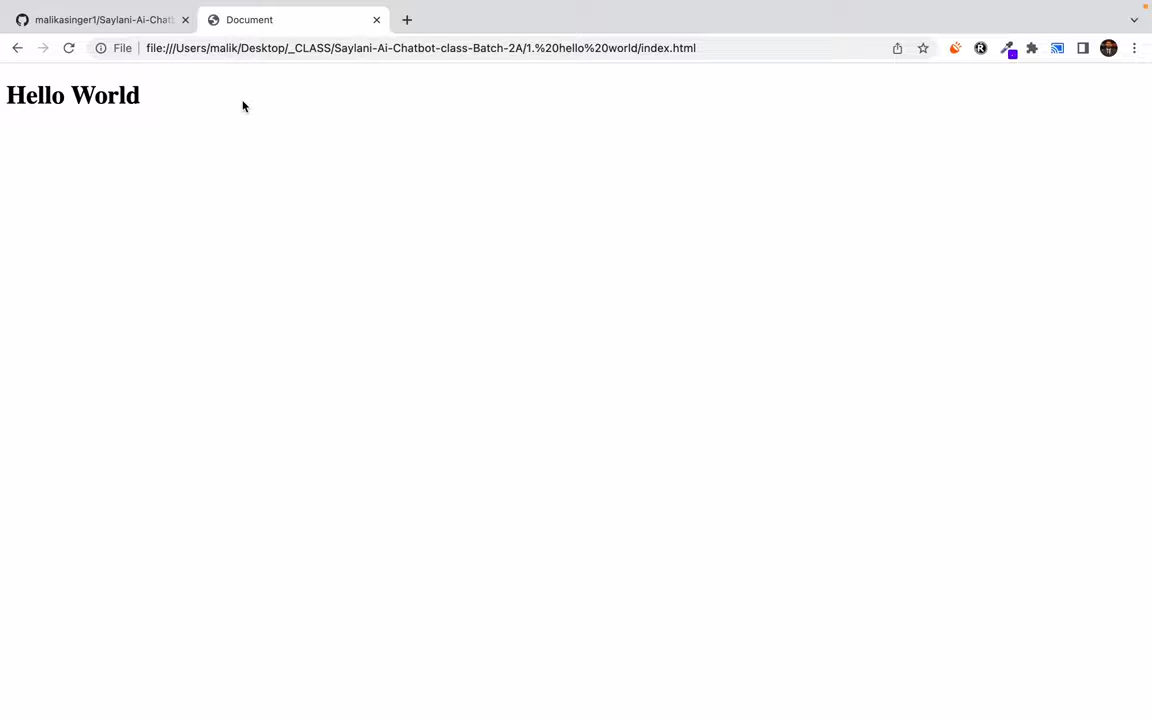 malikasinger1/Saylani-Ai-Chatb
Document
File
file:///Users/malik/Desktop/_CLASS/Saylani-Ai-Chatbot-class-Batch-2A/1.%20hello%20world/index.html
Hello World